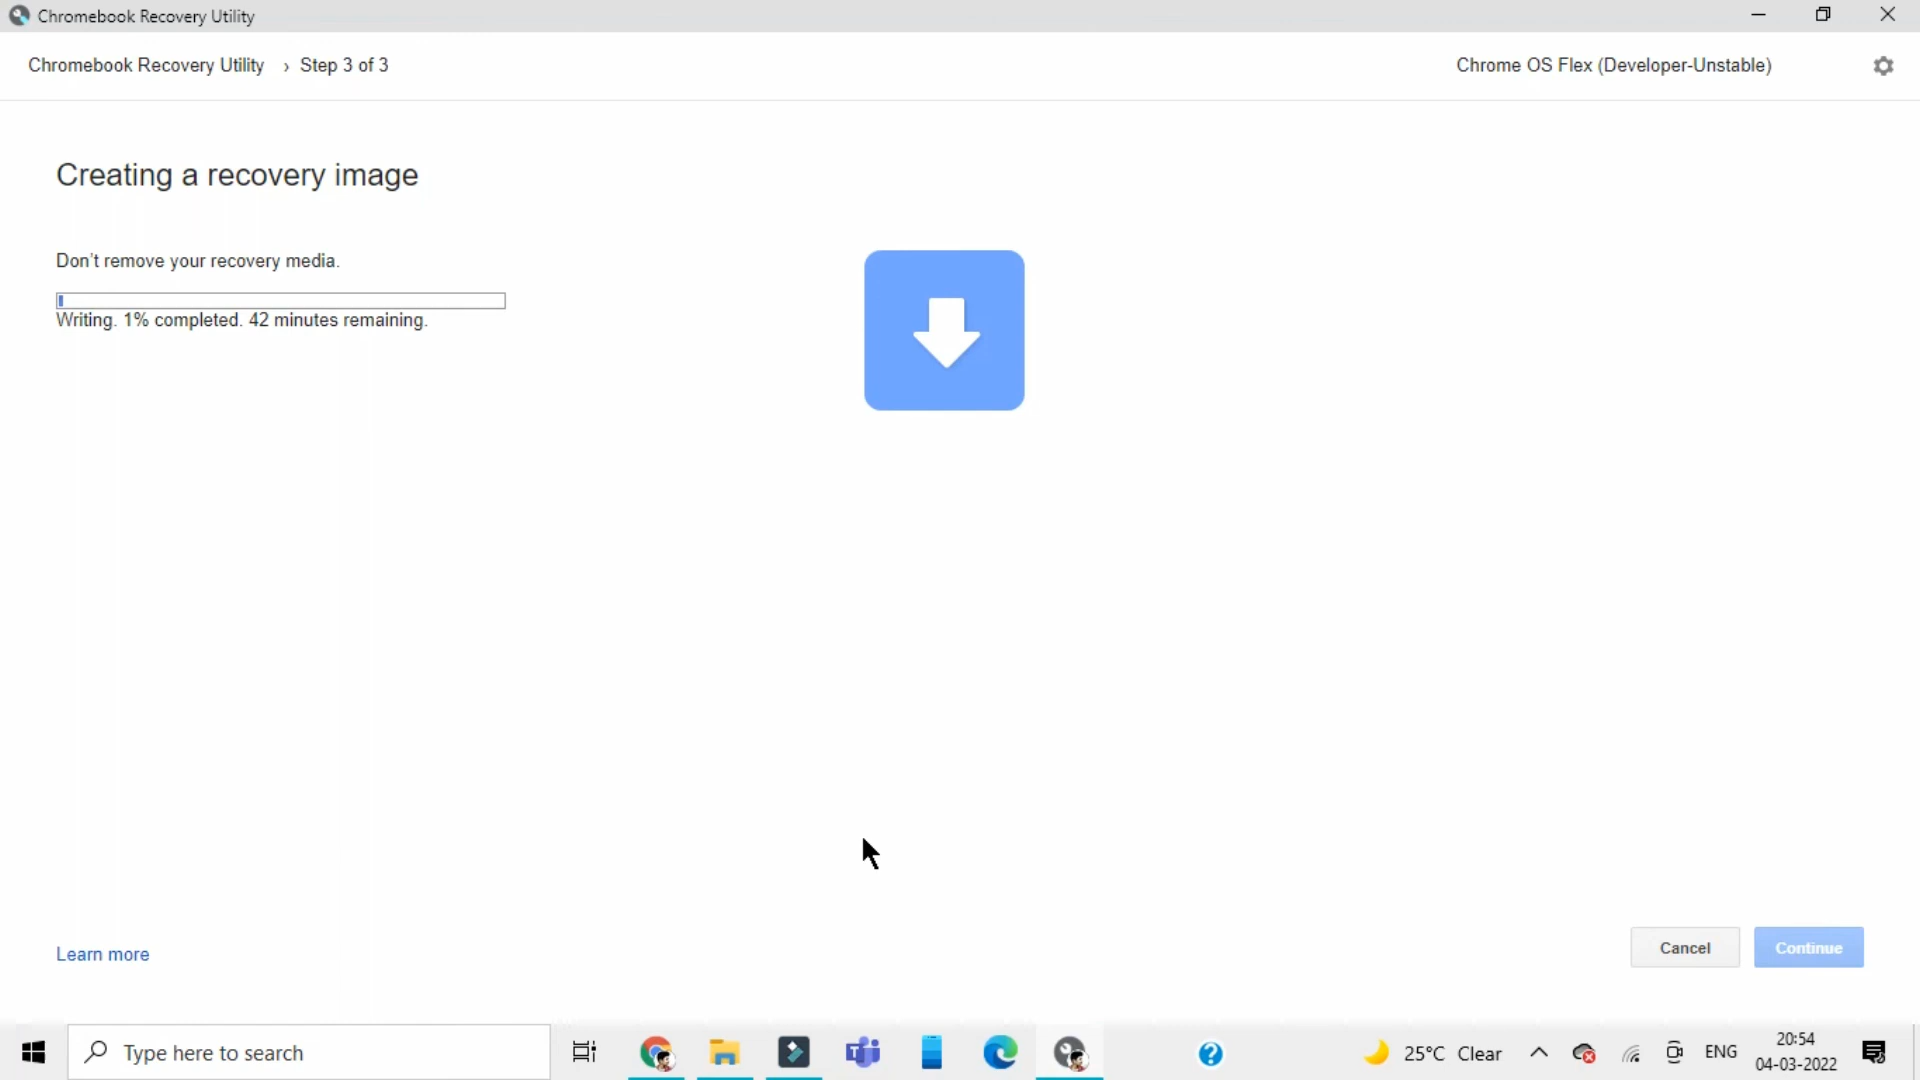 Chromebook Recovery Utility
Chromebook Recovery Utility › Step 3 of 3
Chrome OS Flex (Developer-Unstable)
Creating a recovery image
Don't remove your recovery media.
Writing. 1% completed. 42 minutes remaining.
Learn more
Cancel
Continue
Type here to search
25°C Clear
ENG
20:54
04-03-2022